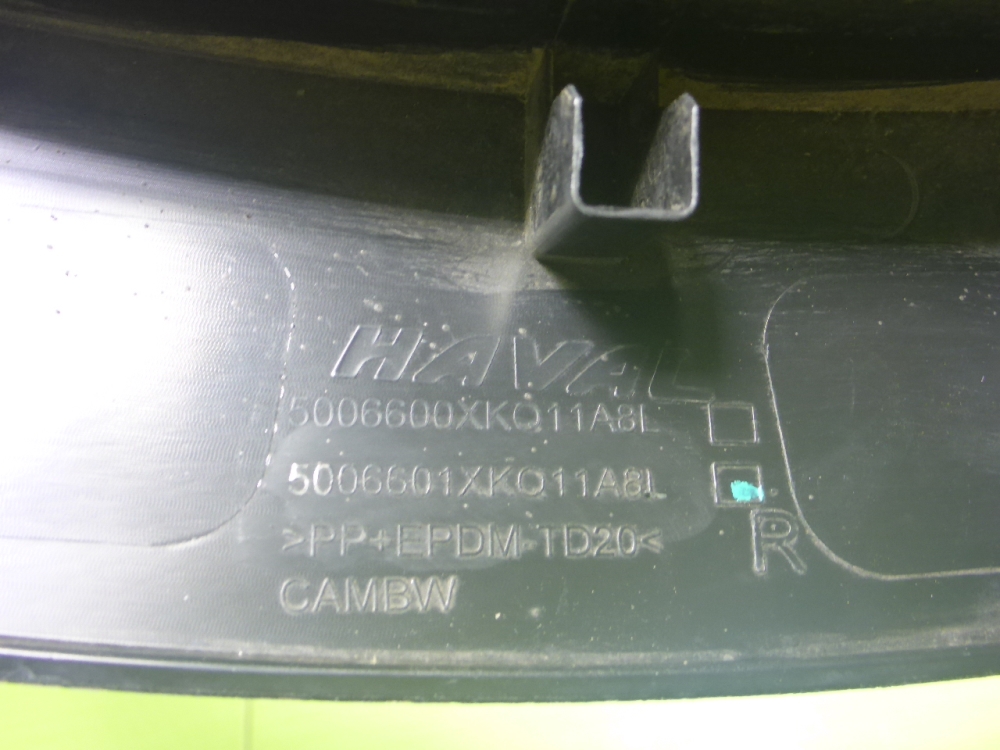 HAVAL
5006600XKQ11A8L
5006601XKQ11A8L
>PP+EPDM-TD20<
R
CAMBW